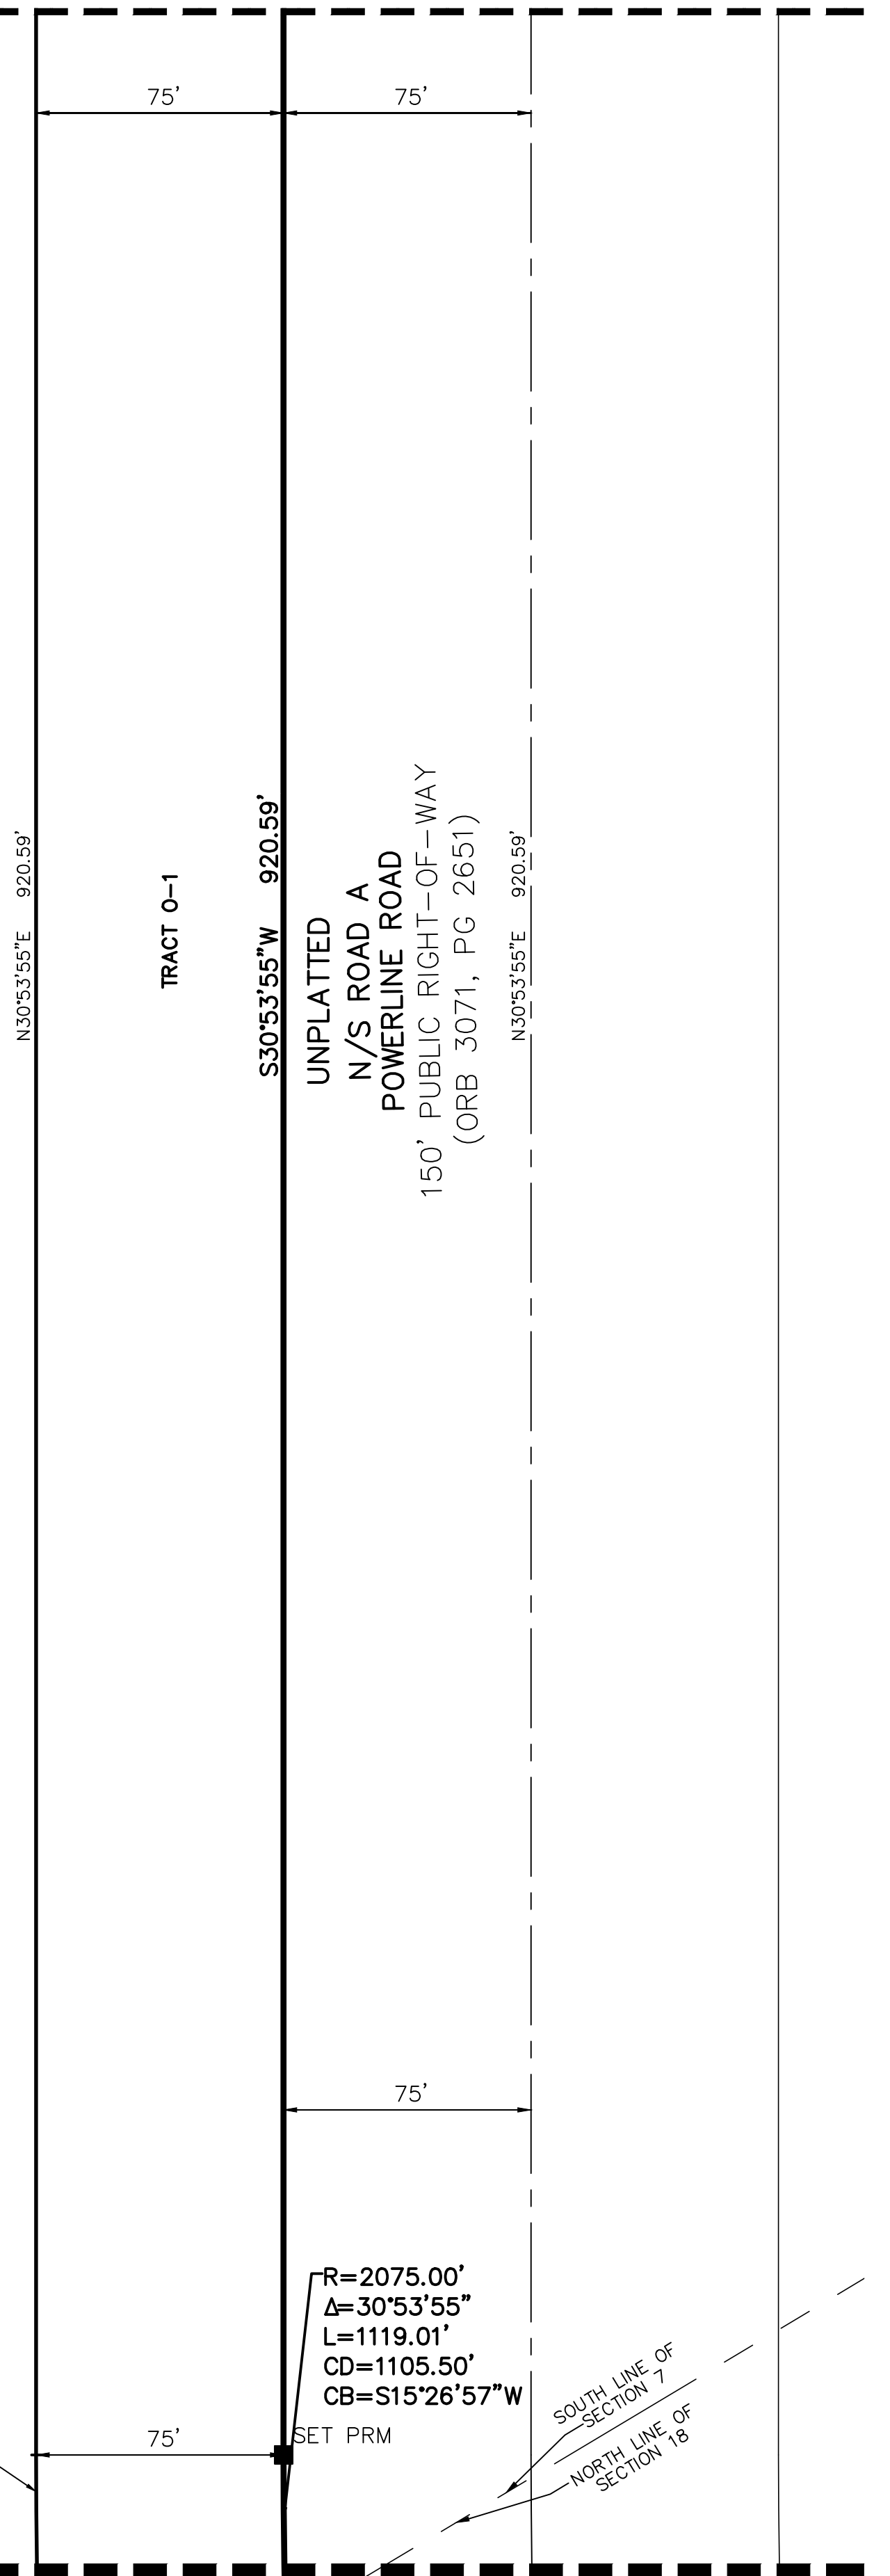 75'
75'
N30°53'55"E 920.59'
TRACT O-1
S30°53'55"W 920.59'
UNPLATTED
N/S ROAD A
POWERLINE ROAD
150' PUBLIC RIGHT-OF-WAY
(ORB 3071, PG 2651)
N30°53'55"E 920.59'
75'
R=2075.00'
Δ=30°53'55"
L=1119.01'
CD=1105.50'
CB=S15°26'57"W
SET PRM
75'
SOUTH LINE OF
SECTION 7
NORTH LINE OF
SECTION 18